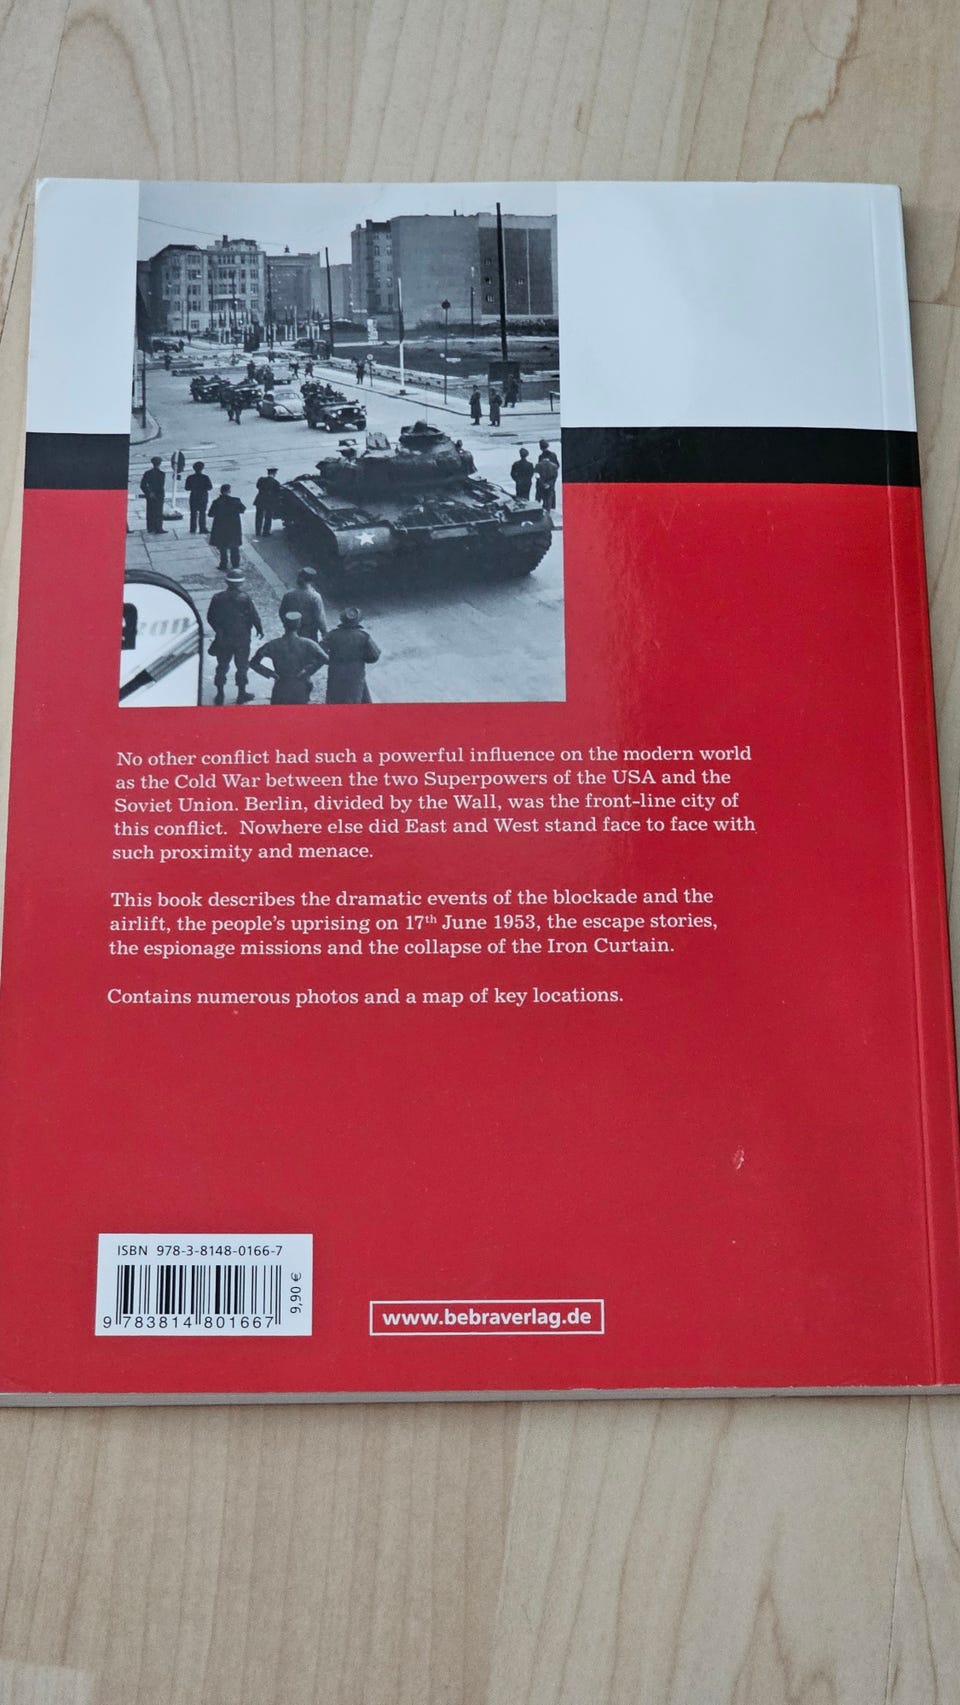 No other conflict had such a powerful influence on the modern world
as the Cold War between the two Superpowers of the USA and the
Soviet Union. Berlin, divided by the Wall, was the front-line city of
this conflict.  Nowhere else did East and West stand face to face with
such proximity and menace.
This book describes the dramatic events of the blockade and the
airlift, the people's uprising on 17th June 1953, the escape stories,
the espionage missions and the collapse of the Iron Curtain.
Contains numerous photos and a map of key locations.
ISBN 978-3-8148-0166-7
9,90 €
9 783814 801667
www.bebraverlag.de